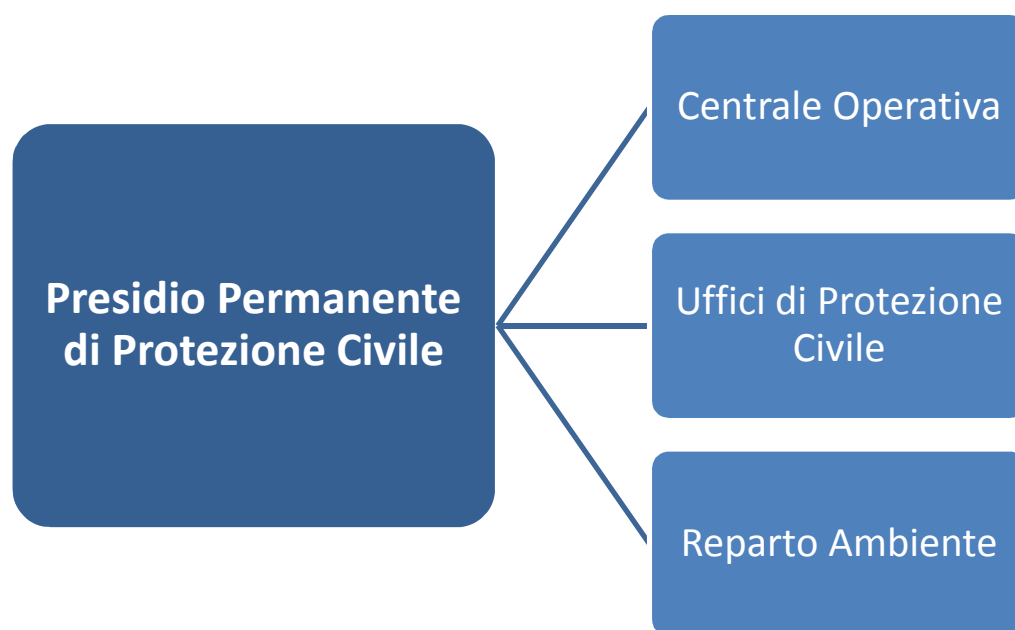 Presidio Permanente
di Protezione Civile
Centrale Operativa
Uffici di Protezione
Civile
Reparto Ambiente